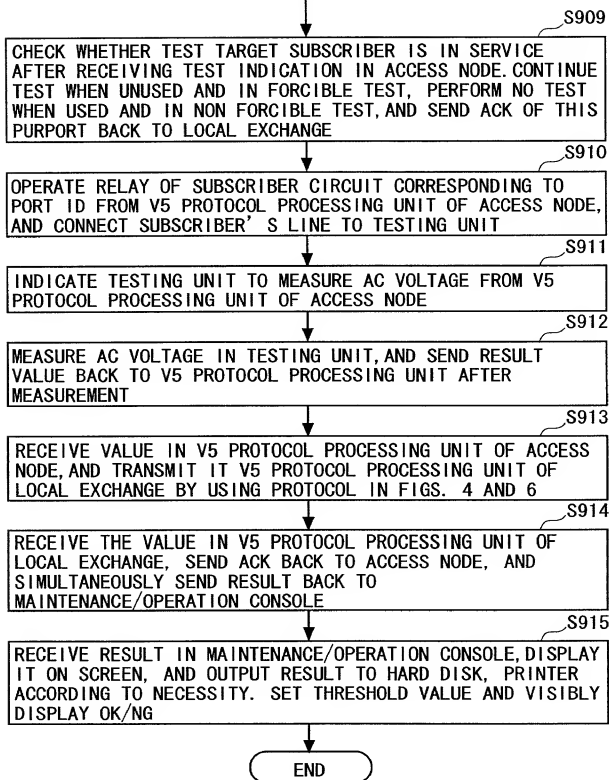 S909
CHECK WHETHER TEST TARGET SUBSCRIBER IS IN SERVICE
AFTER RECEIVING TEST INDICATION IN ACCESS NODE. CONTINUE
TEST WHEN UNUSED AND IN FORCIBLE TEST, PERFORM NO TEST
WHEN USED AND IN NON FORCIBLE TEST, AND SEND ACK OF THIS
PURPORT BACK TO LOCAL EXCHANGE
S910
OPERATE RELAY OF SUBSCRIBER CIRCUIT CORRESPONDING TO
PORT ID FROM V5 PROTOCOL PROCESSING UNIT OF ACCESS NODE,
AND CONNECT SUBSCRIBER'S LINE TO TESTING UNIT
S911
INDICATE TESTING UNIT TO MEASURE AC VOLTAGE FROM V5
PROTOCOL PROCESSING UNIT OF ACCESS NODE
S912
MEASURE AC VOLTAGE IN TESTING UNIT, AND SEND RESULT
VALUE BACK TO V5 PROTOCOL PROCESSING UNIT AFTER
MEASUREMENT
S913
RECEIVE VALUE IN V5 PROTOCOL PROCESSING UNIT OF ACCESS
NODE, AND TRANSMIT IT V5 PROTOCOL PROCESSING UNIT OF
LOCAL EXCHANGE BY USING PROTOCOL IN FIGS. 4 AND 6
S914
RECEIVE THE VALUE IN V5 PROTOCOL PROCESSING UNIT OF
LOCAL EXCHANGE, SEND ACK BACK TO ACCESS NODE, AND
SIMULTANEOUSLY SEND RESULT BACK TO
MAINTENANCE/OPERATION CONSOLE
S915
RECEIVE RESULT IN MAINTENANCE/OPERATION CONSOLE, DISPLAY
IT ON SCREEN, AND OUTPUT RESULT TO HARD DISK, PRINTER
ACCORDING TO NECESSITY. SET THRESHOLD VALUE AND VISIBLY
DISPLAY OK/NG
END